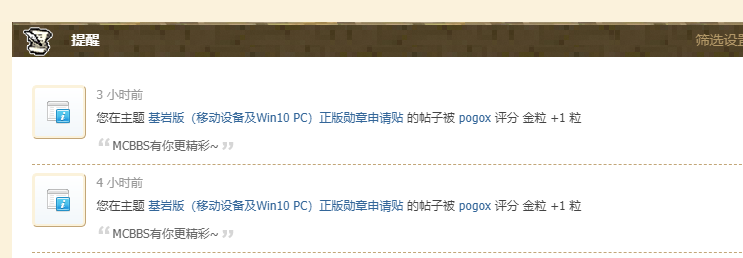 提醒
筛选设置
3 小时前
您在主题 基岩版（移动设备及Win10 PC）正版勋章申请贴 的帖子被 pogox 评分 金粒 +1 粒
“ MCBBS有你更精彩~ ”
4 小时前
您在主题 基岩版（移动设备及Win10 PC）正版勋章申请贴 的帖子被 pogox 评分 金粒 +1 粒
“ MCBBS有你更精彩~ ”